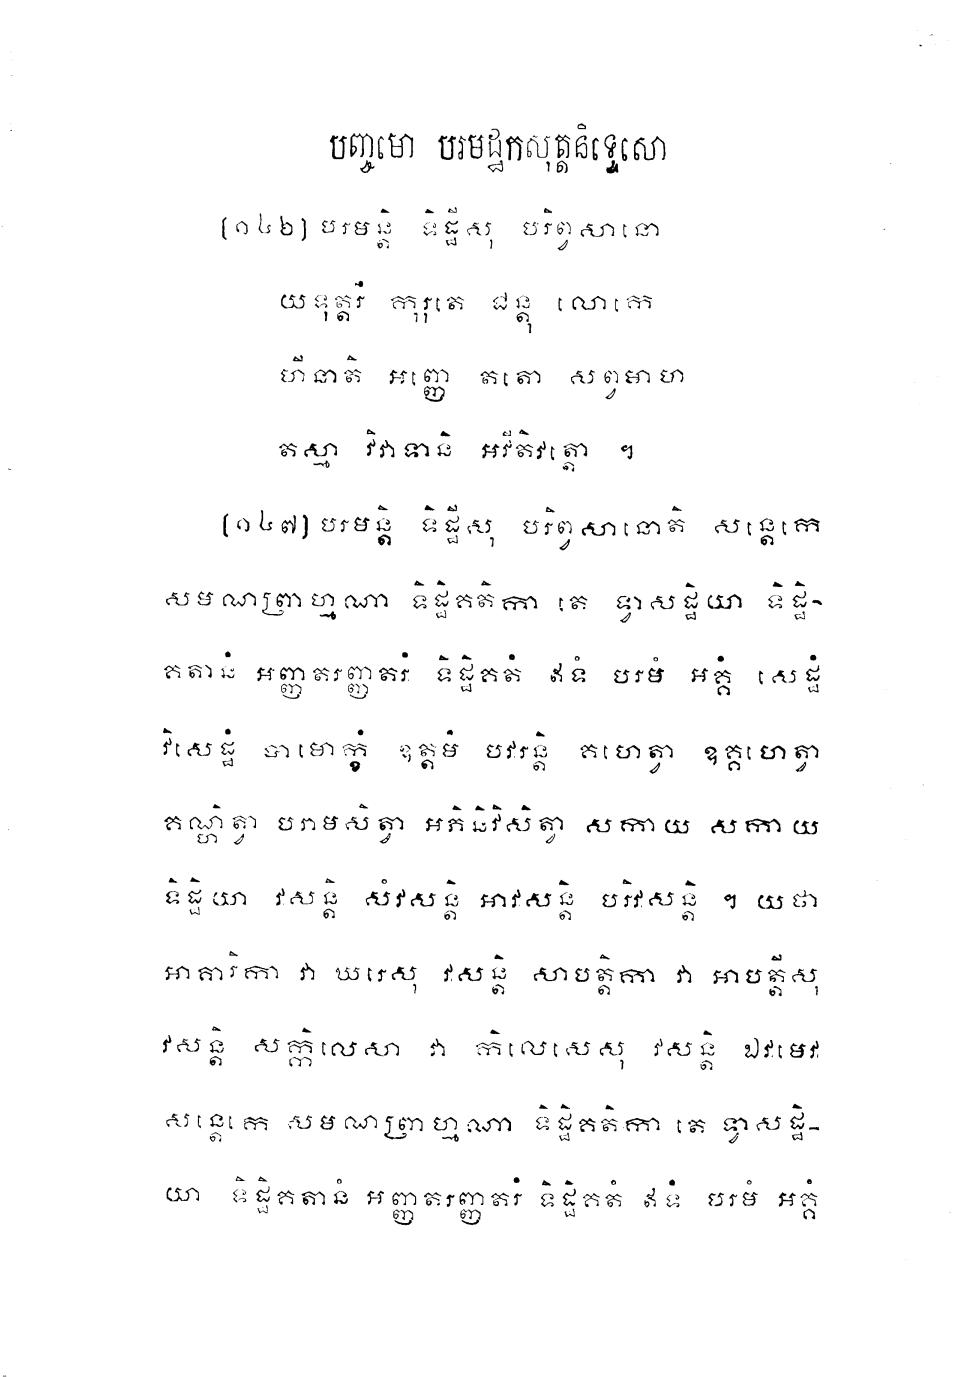 បញ្ចមោ បរមដ្ឋកសុត្តនិទ្ទេសោ
(១៤៦) បរមន្តិ ទិដ្ឋីសុ បរិព្វសានោ
យទុត្តរំ កុរុតេ ជន្តុ លោកេ
ហីនាតិ អញ្ញេ តតោ សព្វមាហ
តស្មា វិវាទានិ អវីតិវត្តោ ។
(១៤៧) បរមន្តិ ទិដ្ឋីសុ បរិព្វសានោតិ សន្តេកេ
សមណព្រាហ្មណា ទិដ្ឋិគតិកា តេ ទ្វាសដ្ឋិយា ទិដ្ឋិ-
គតានំ អញ្ញតរញ្ញតរំ ទិដ្ឋិគតំ ឥទំ បរមំ អគ្គំ សេដ្ឋំ
វិសេដ្ឋំ បាមោក្ខំ ឧត្តមំ បវរន្តិ គហេត្វា ឧគ្គហេត្វា
គណ្ហិត្វា បរាមសិត្វា អភិនិវិសិត្វា សកាយ សកាយ
ទិដ្ឋិយា វសន្តិ សំវសន្តិ អាវសន្តិ បរិវសន្តិ ។ យថា
អាគារិកា វា ឃរេសុ វសន្តិ សាបត្តិកា វា អាបត្តីសុ
វសន្តិ សក្កិលេសា វា កិលេសេសុ វសន្តិ ឯវមេវ
សន្តេកេ សមណព្រាហ្មណា ទិដ្ឋិគតិកា តេ ទ្វាសដ្ឋិ-
យា ទិដ្ឋិគតានំ អញ្ញតរញ្ញតរំ ទិដ្ឋិគតំ ឥទំ បរមំ អគ្គំ